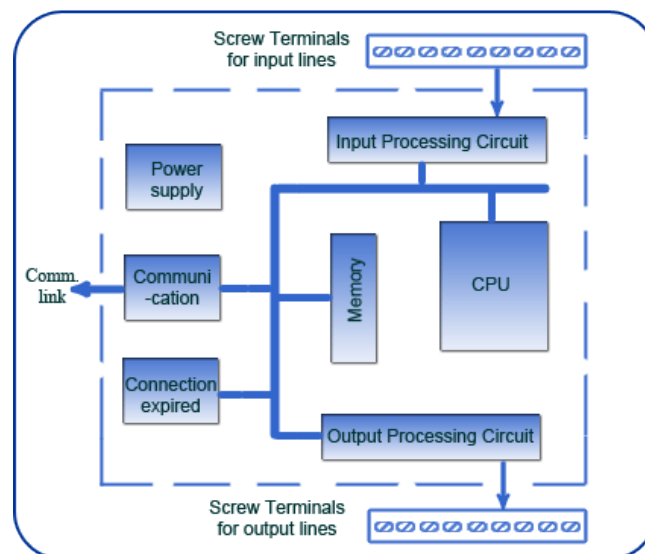 Screw Terminals
for input lines
Input Processing Circuit
Power
supply
Communi
-cation
Comm.
link
Memory
CPU
Connection
expired
Output Processing Circuit
Screw Terminals
for output lines